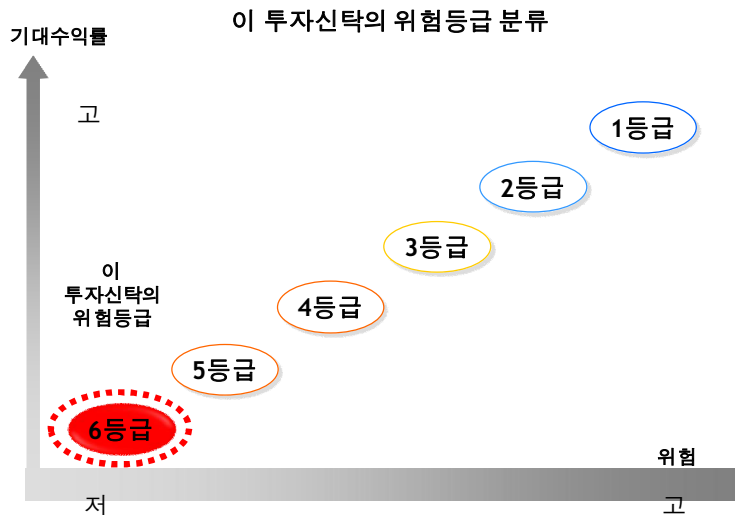 이 투자신탁의 위험등급 분류
기대수익률
고
1등급
2등급
3등급
이
투자신탁의
위험등급
4등급
5등급
6등급
위험
저
고